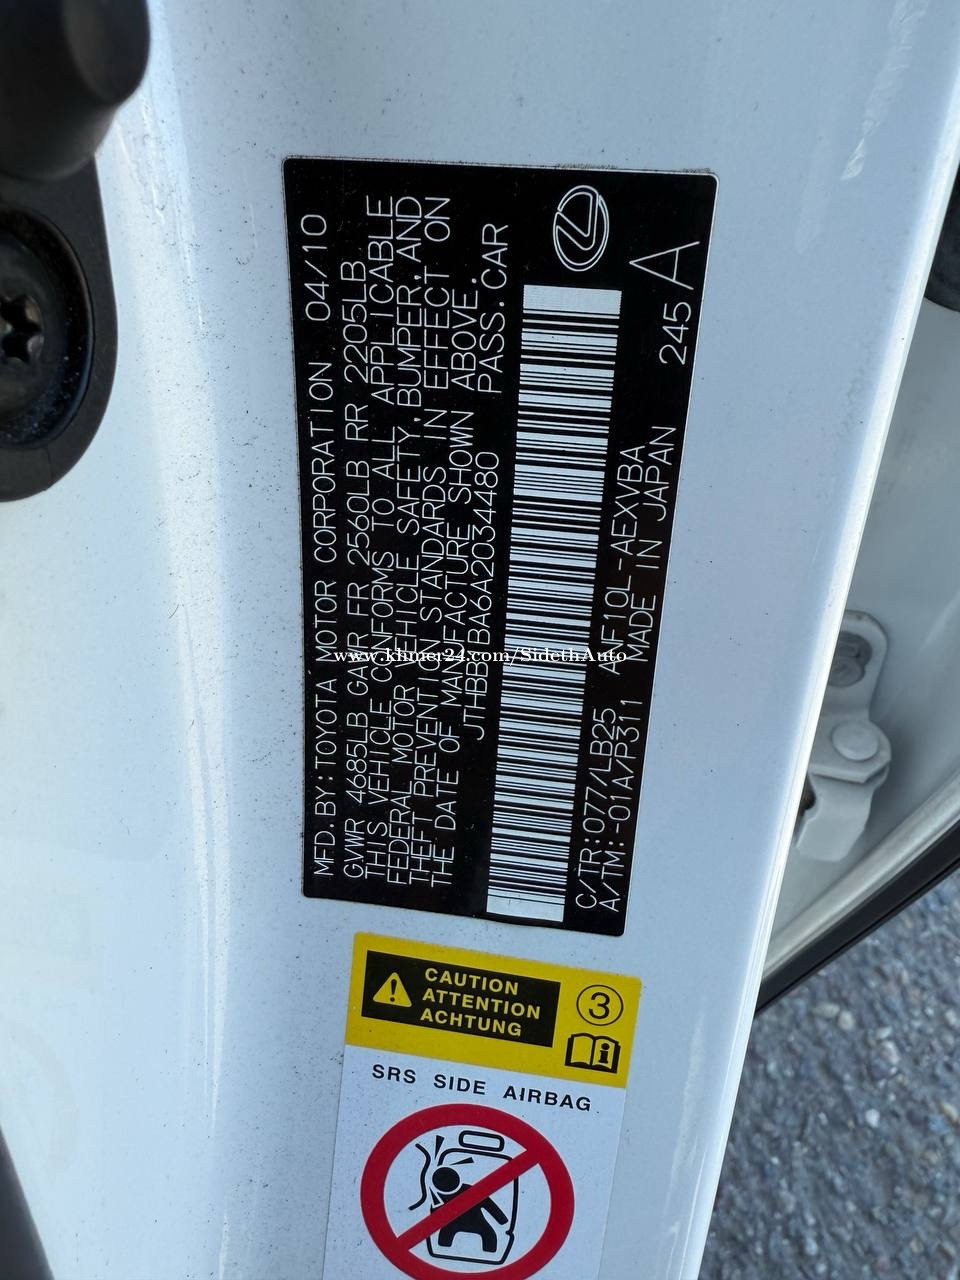 MFD. BY: TOYOTA MOTOR CORPORATION 04/10
GVWR 4685LB GAWR FR 2560LB RR 2205LB
THIS VEHICLE CONFORMS TO ALL APPLICABLE
FEDERAL MOTOR VEHICLE SAFETY, BUMPER, AND
THEFT PREVENTION STANDARDS IN EFFECT ON
THE DATE OF MANUFACTURE SHOWN ABOVE.
PASS. CAR
C/TR:077/LB25 AMF10L-AEXVBA
A/TM:-01A/P311 MADE IN JAPAN 245 A
www.khmer24.com/SidethAuto
CAUTION
ATTENTION
ACHTUNG
3
SRS SIDE AIRBAG